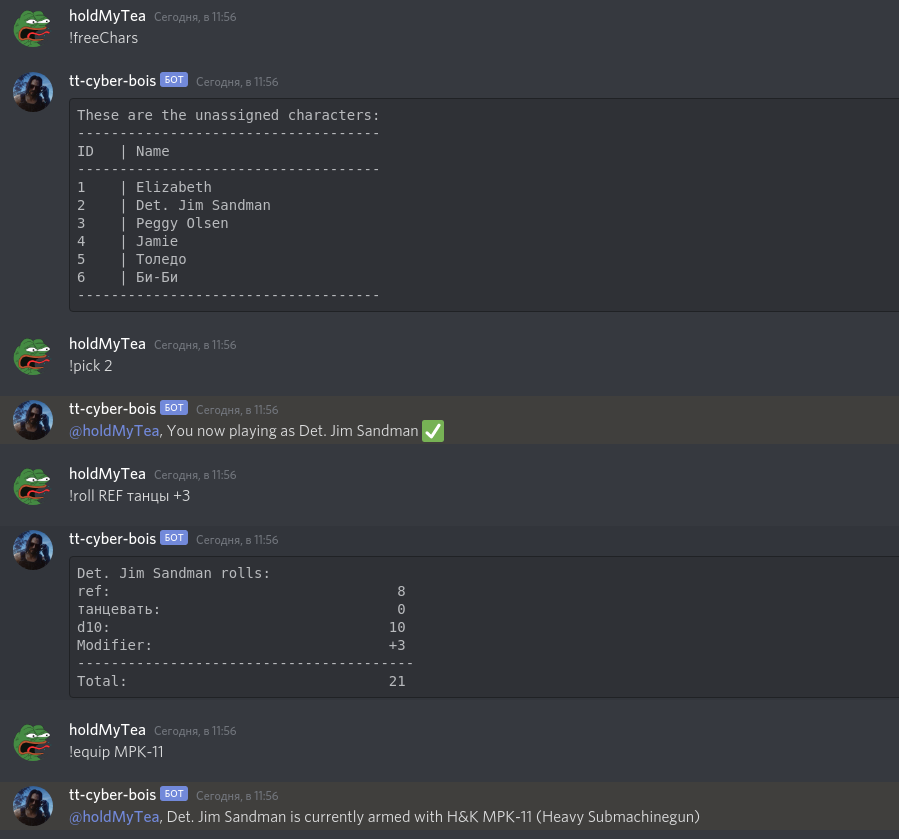 holdMyTea Сегодня, в 11:56
!freeChars
tt-cyber-bois БОТ Сегодня, в 11:56
These are the unassigned characters:
------------------------------------
ID   | Name
------------------------------------
1    | Elizabeth
2    | Det. Jim Sandman
3    | Peggy Olsen
4    | Jamie
5    | Толедо
6    | Би-Би
------------------------------------
holdMyTea Сегодня, в 11:56
!pick 2
tt-cyber-bois БОТ Сегодня, в 11:56
@holdMyTea, You now playing as Det. Jim Sandman ✅
holdMyTea Сегодня, в 11:56
!roll REF танцы +3
tt-cyber-bois БОТ Сегодня, в 11:56
Det. Jim Sandman rolls:
ref:                                  8
танцевать:                            0
d10:                                 10
Modifier:                            +3
----------------------------------------
Total:                               21
holdMyTea Сегодня, в 11:56
!equip MPK-11
tt-cyber-bois БОТ Сегодня, в 11:56
@holdMyTea, Det. Jim Sandman is currently armed with H&K MPK-11 (Heavy Submachinegun)